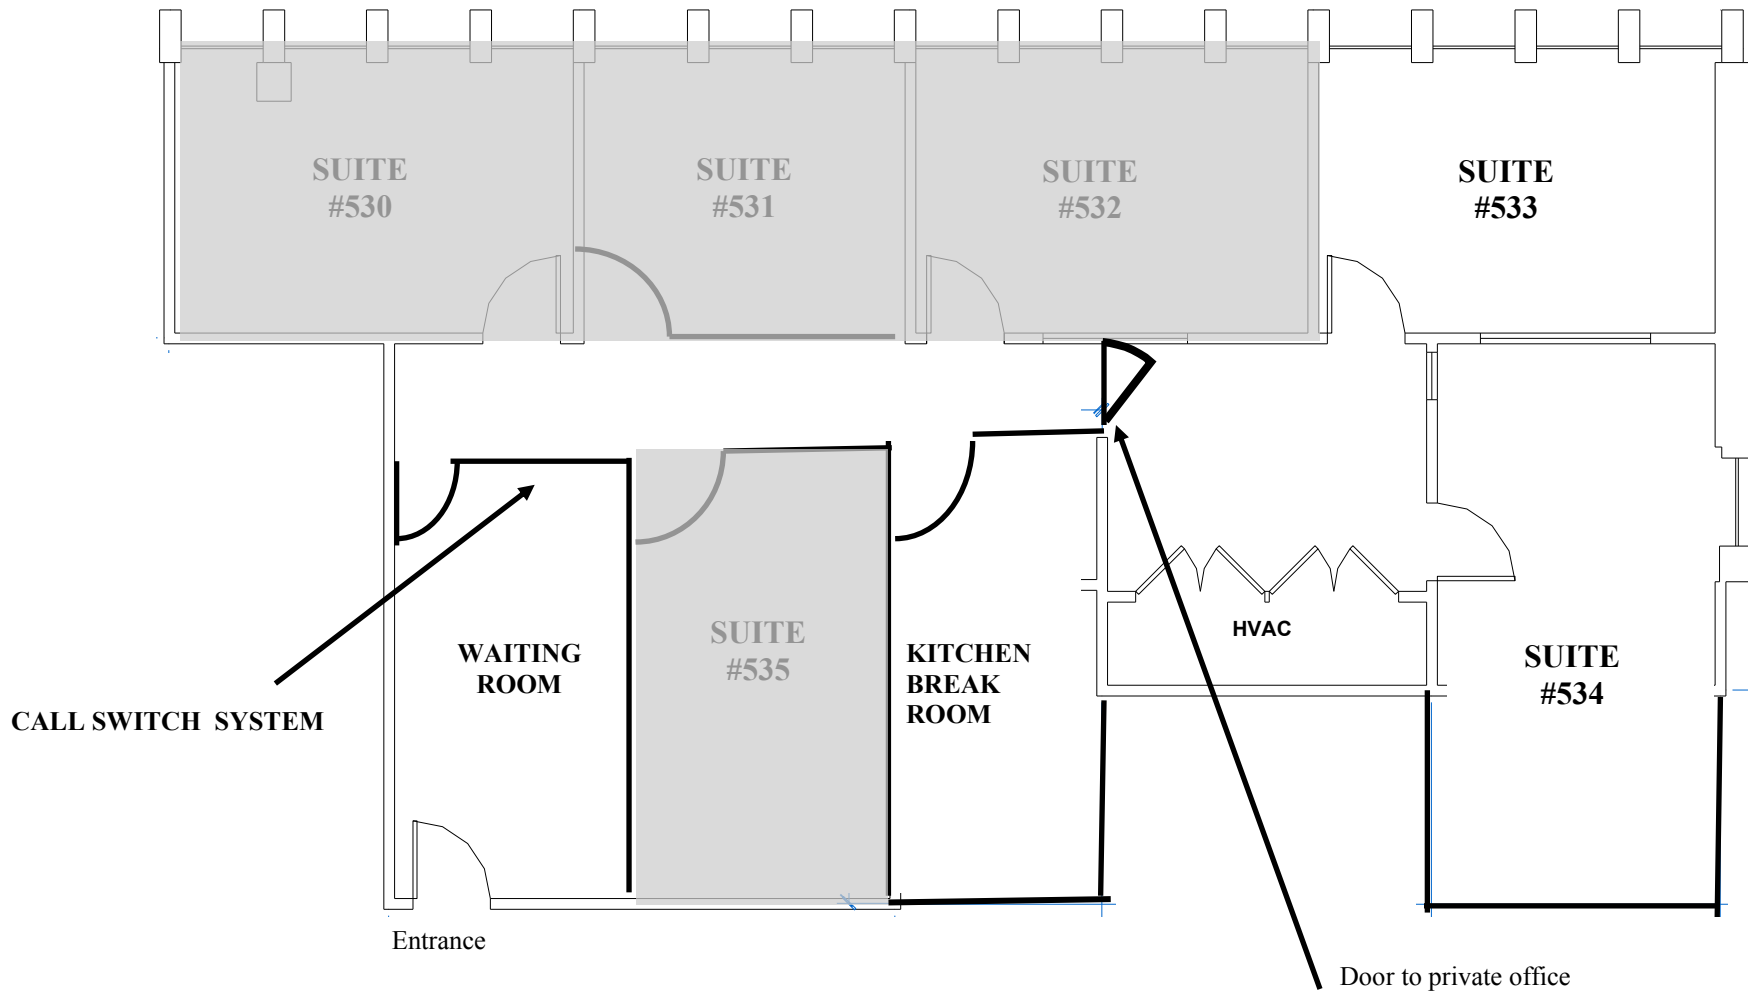 SUITE
#530
SUITE
#531
SUITE
#532
SUITE
#533
SUITE
#535
WAITING
ROOM
KITCHEN
BREAK
ROOM
HVAC
SUITE
#534
CALL SWITCH  SYSTEM
Entrance
Door to private office